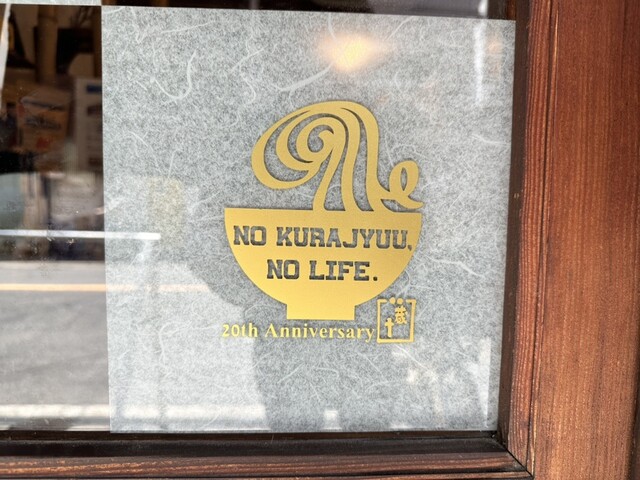 NO KURAJYUU,
NO LIFE.
20th Anniversary